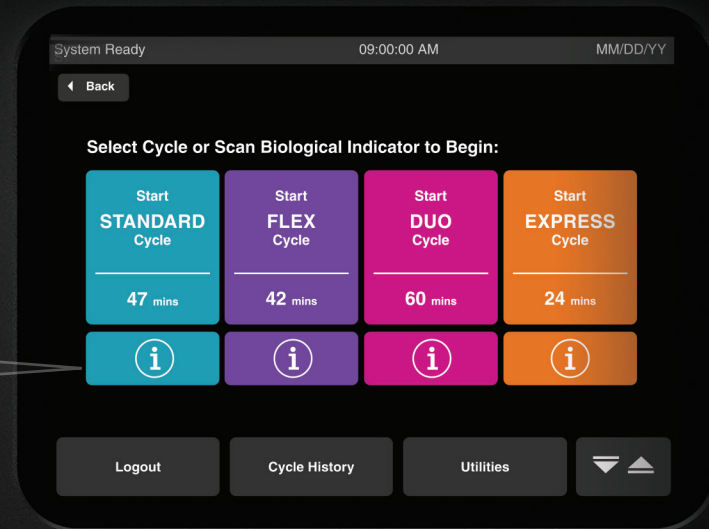 System Ready 09:00:00 AM MM/DD/YY
Back
Select Cycle or Scan Biological Indicator to Begin:
Start Start Start Start
STANDARD FLEX DUO EXPRESS
Cycle Cycle Cycle Cycle
47 mins 42 mins 60 mins 24 mins
i i i i
Logout Cycle History Utilities